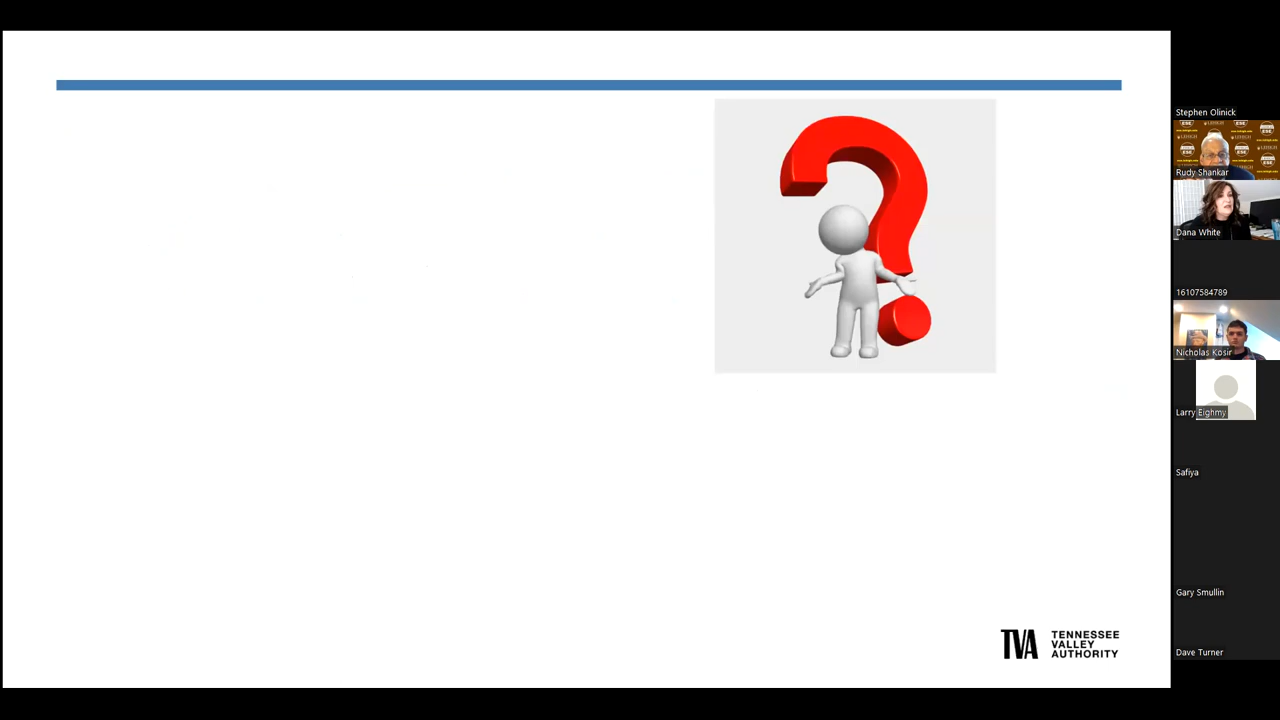 Stephen Olinick
Rudy Shankar
Dana White
16107584789
Nicholas Kosir
Larry Eighmy
Safiya
Gary Smullin
Dave Turner
TVA
TENNESSEE
VALLEY
AUTHORITY